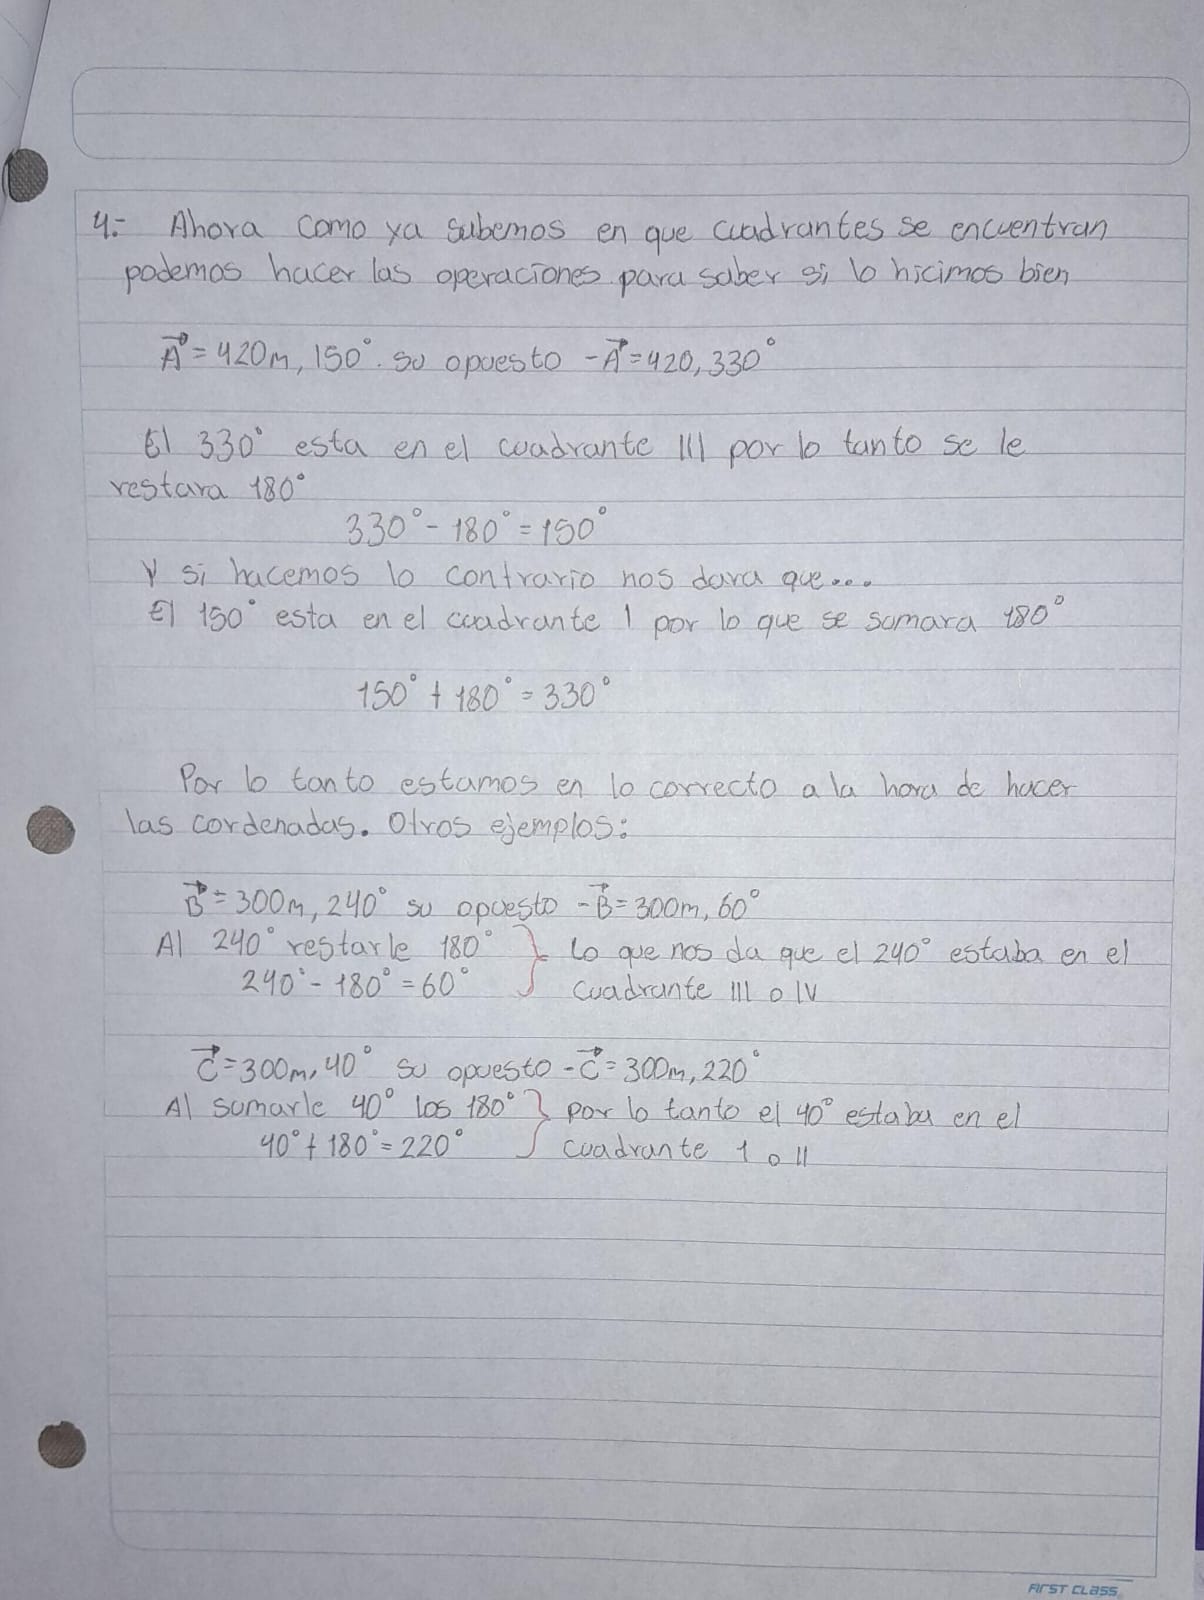 4.- Ahora como ya sabemos en que cuadrantes se encuentran
podemos hacer las operaciones para saber si lo hicimos bien
A = 420m, 150°. su opuesto -A = 420, 330°
El 330° esta en el cuadrante III por lo tanto se le
restara 180°
330° - 180° = 150°
Y si hacemos lo contrario nos dara que...
El 150° esta en el cuadrante I por lo que se sumara 180°
150° + 180° = 330°
Por lo tanto estamos en lo correcto a la hora de hacer
las cordenadas. Otros ejemplos:
B = 300m, 240° su opuesto -B = 300m, 60°
Al 240° restarle 180° } lo que nos da que el 240° estaba en el
240° - 180° = 60° cuadrante III o IV
C = 300m, 40° su opuesto -C = 300m, 220°
Al sumarle 40° los 180° } por lo tanto el 40° estaba en el
40° + 180° = 220° cuadrante I o II
FIRST CLASS